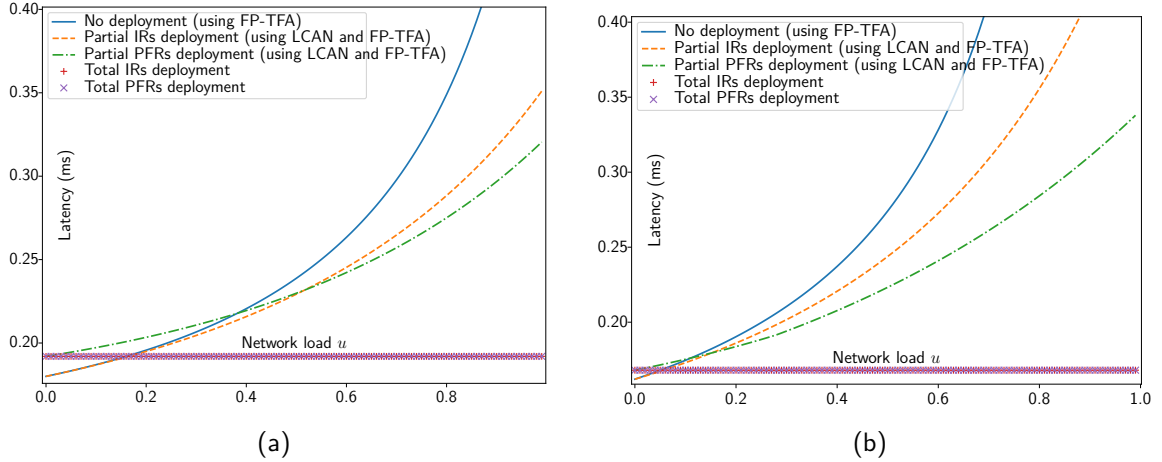 0.40
No deployment (using FP-TFA)
Partial IRs deployment (using LCAN and FP-TFA)
Partial PFRs deployment (using LCAN and FP-TFA)
Total IRs deployment
Total PFRs deployment
0.35
0.30
0.25
0.20
Latency (ms)
Network load u
0.0
0.2
0.4
0.6
0.8
(a)
0.40
No deployment (using FP-TFA)
Partial IRs deployment (using LCAN and FP-TFA)
Partial PFRs deployment (using LCAN and FP-TFA)
Total IRs deployment
Total PFRs deployment
0.35
0.30
0.25
0.20
Latency (ms)
Network load u
0.0
0.2
0.4
0.6
0.8
1.0
(b)